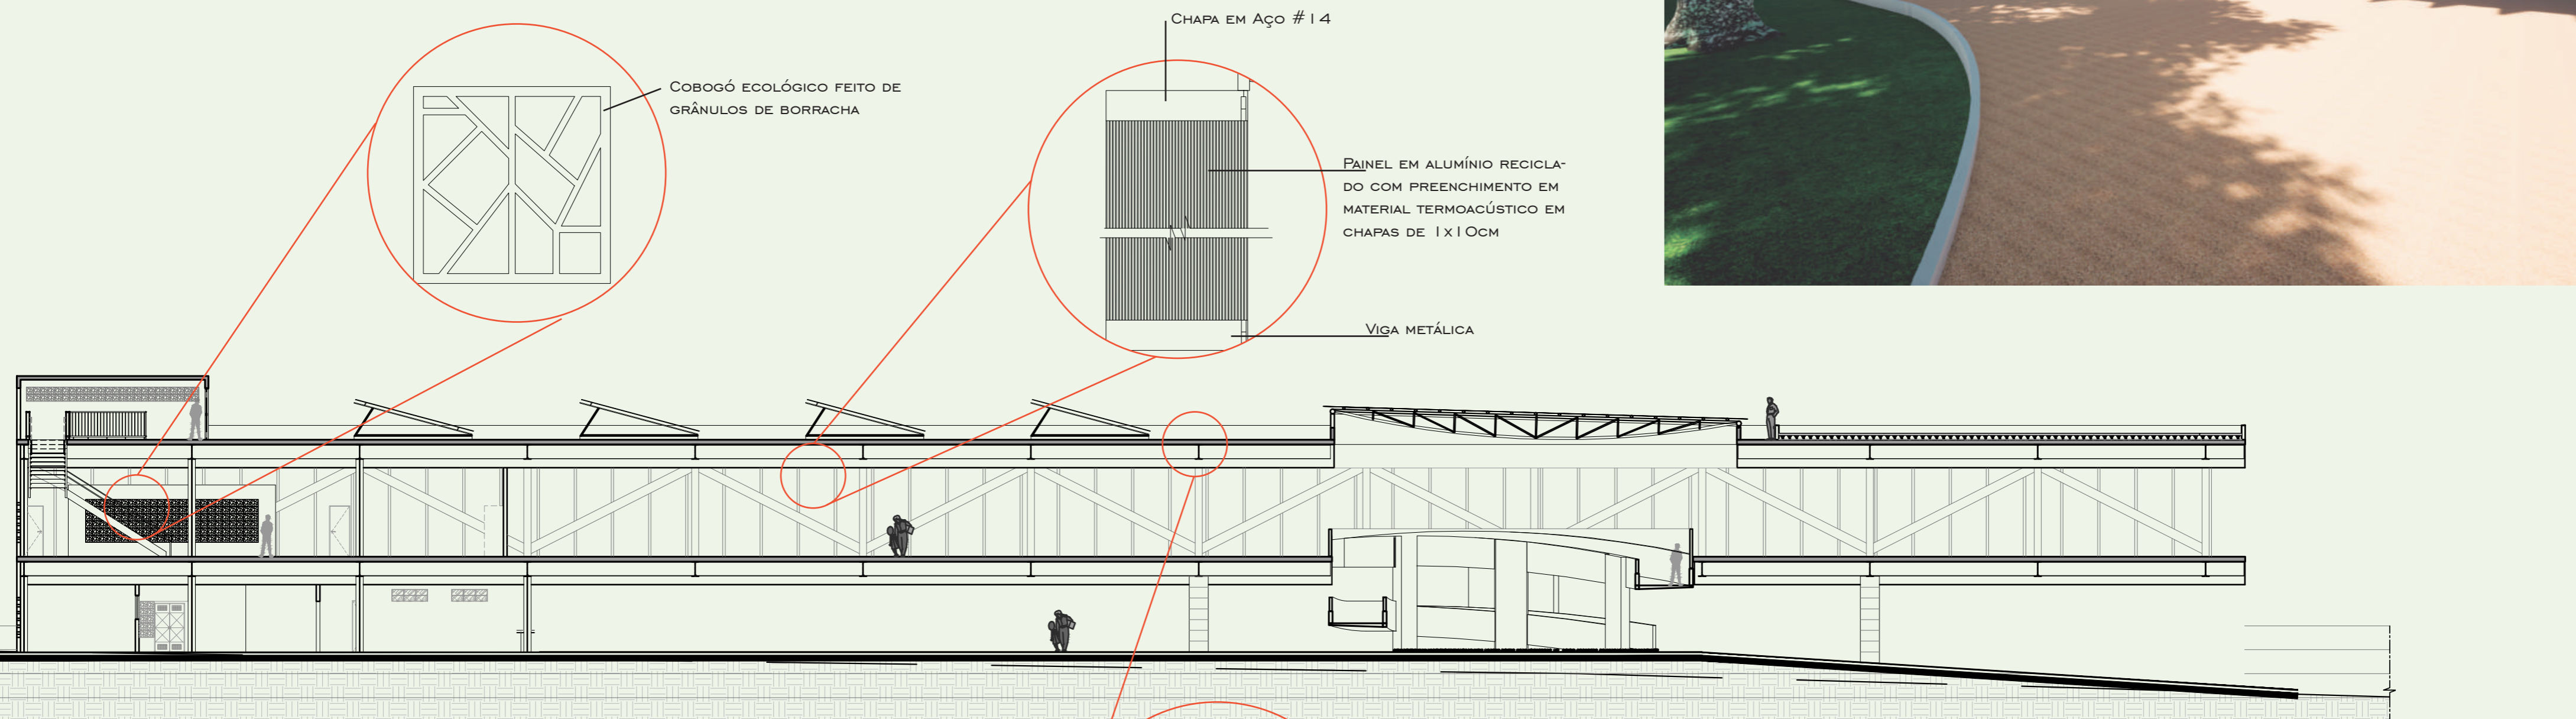 Chapa em Aço #14
Cobogó ecológico feito de
grânulos de borracha
Painel em alumínio recicla-
do com preenchimento em
material termoacústico em
chapas de 1x10cm
Viga metálica